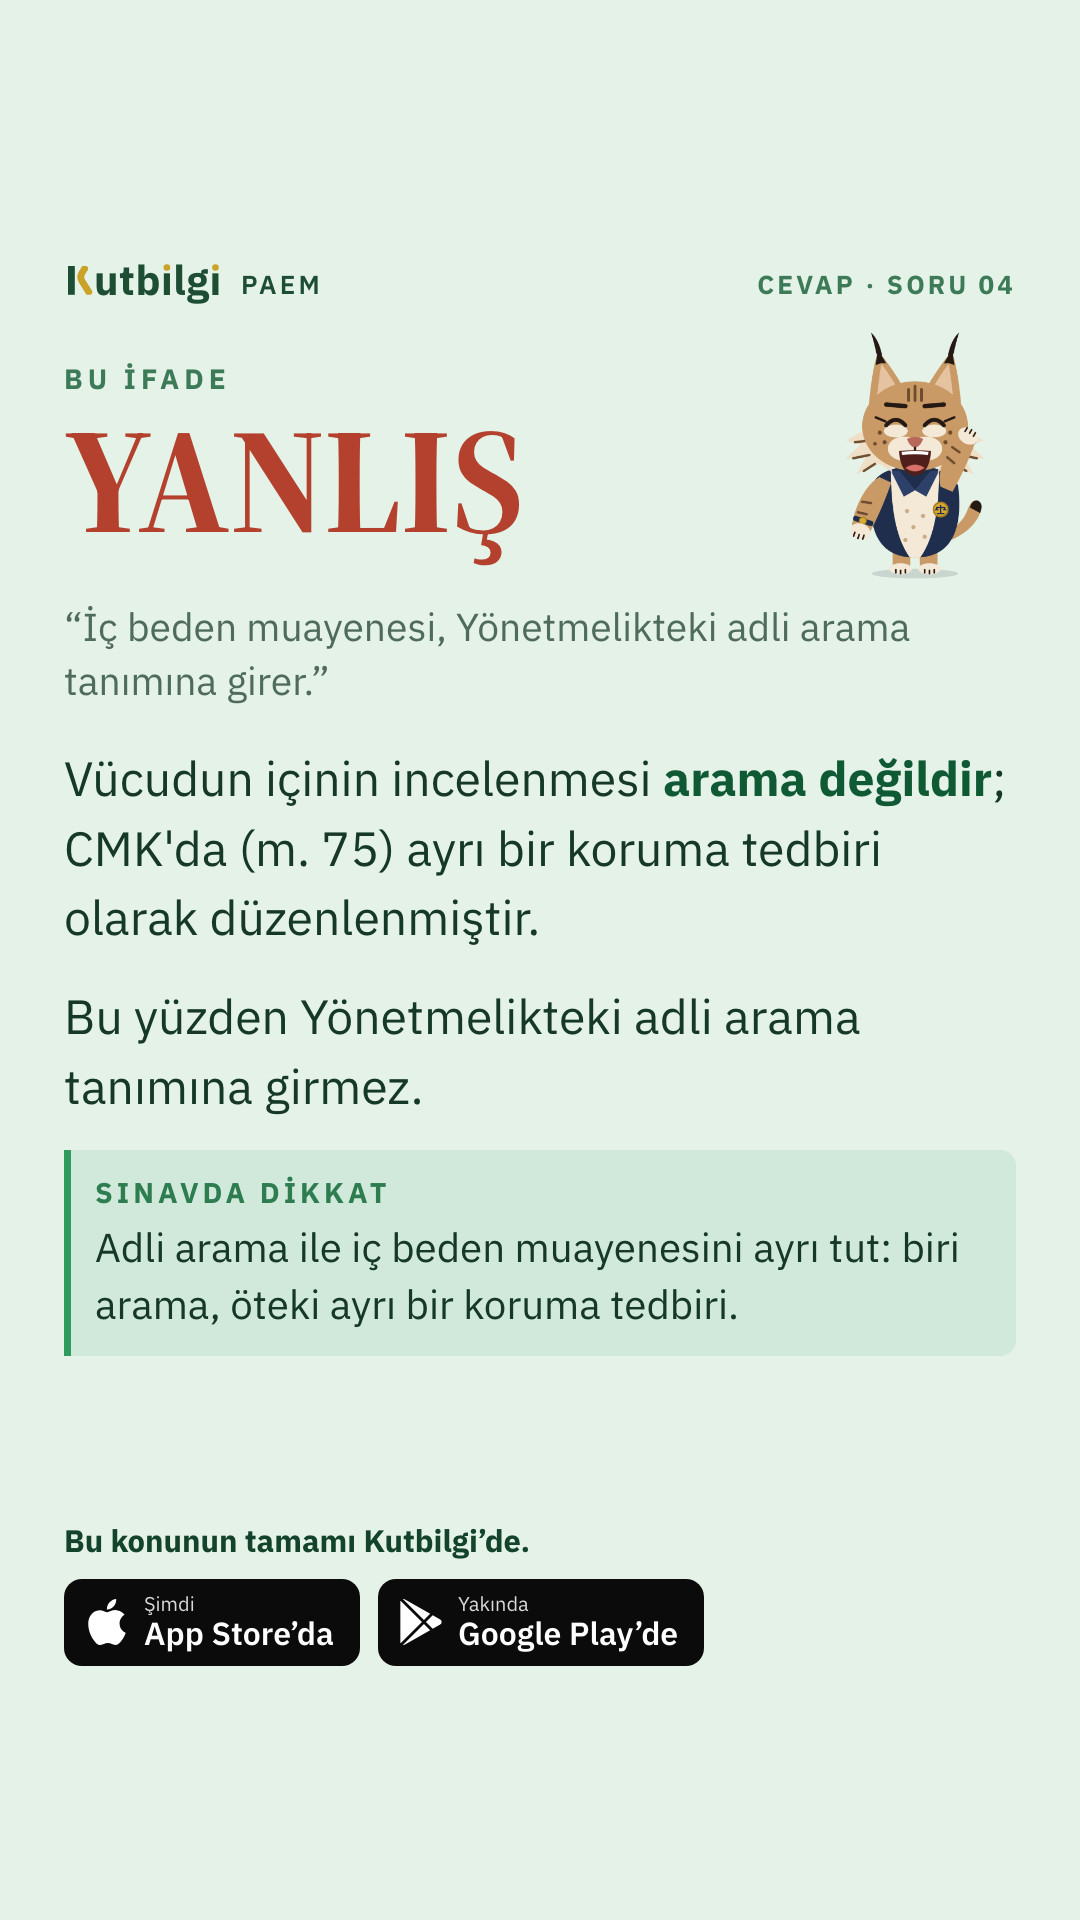 Kutbilgi PAEM
CEVAP · SORU 04
BU İFADE
YANLIŞ
“İç beden muayenesi, Yönetmelikteki adli arama
tanımına girer.”
Vücudun içinin incelenmesi arama değildir;
CMK'da (m. 75) ayrı bir koruma tedbiri
olarak düzenlenmiştir.
Bu yüzden Yönetmelikteki adli arama
tanımına girmez.
SINAVDA DİKKAT
Adli arama ile iç beden muayenesini ayrı tut: biri
arama, öteki ayrı bir koruma tedbiri.
Bu konunun tamamı Kutbilgi’de.
Şimdi
App Store’da
Yakında
Google Play’de